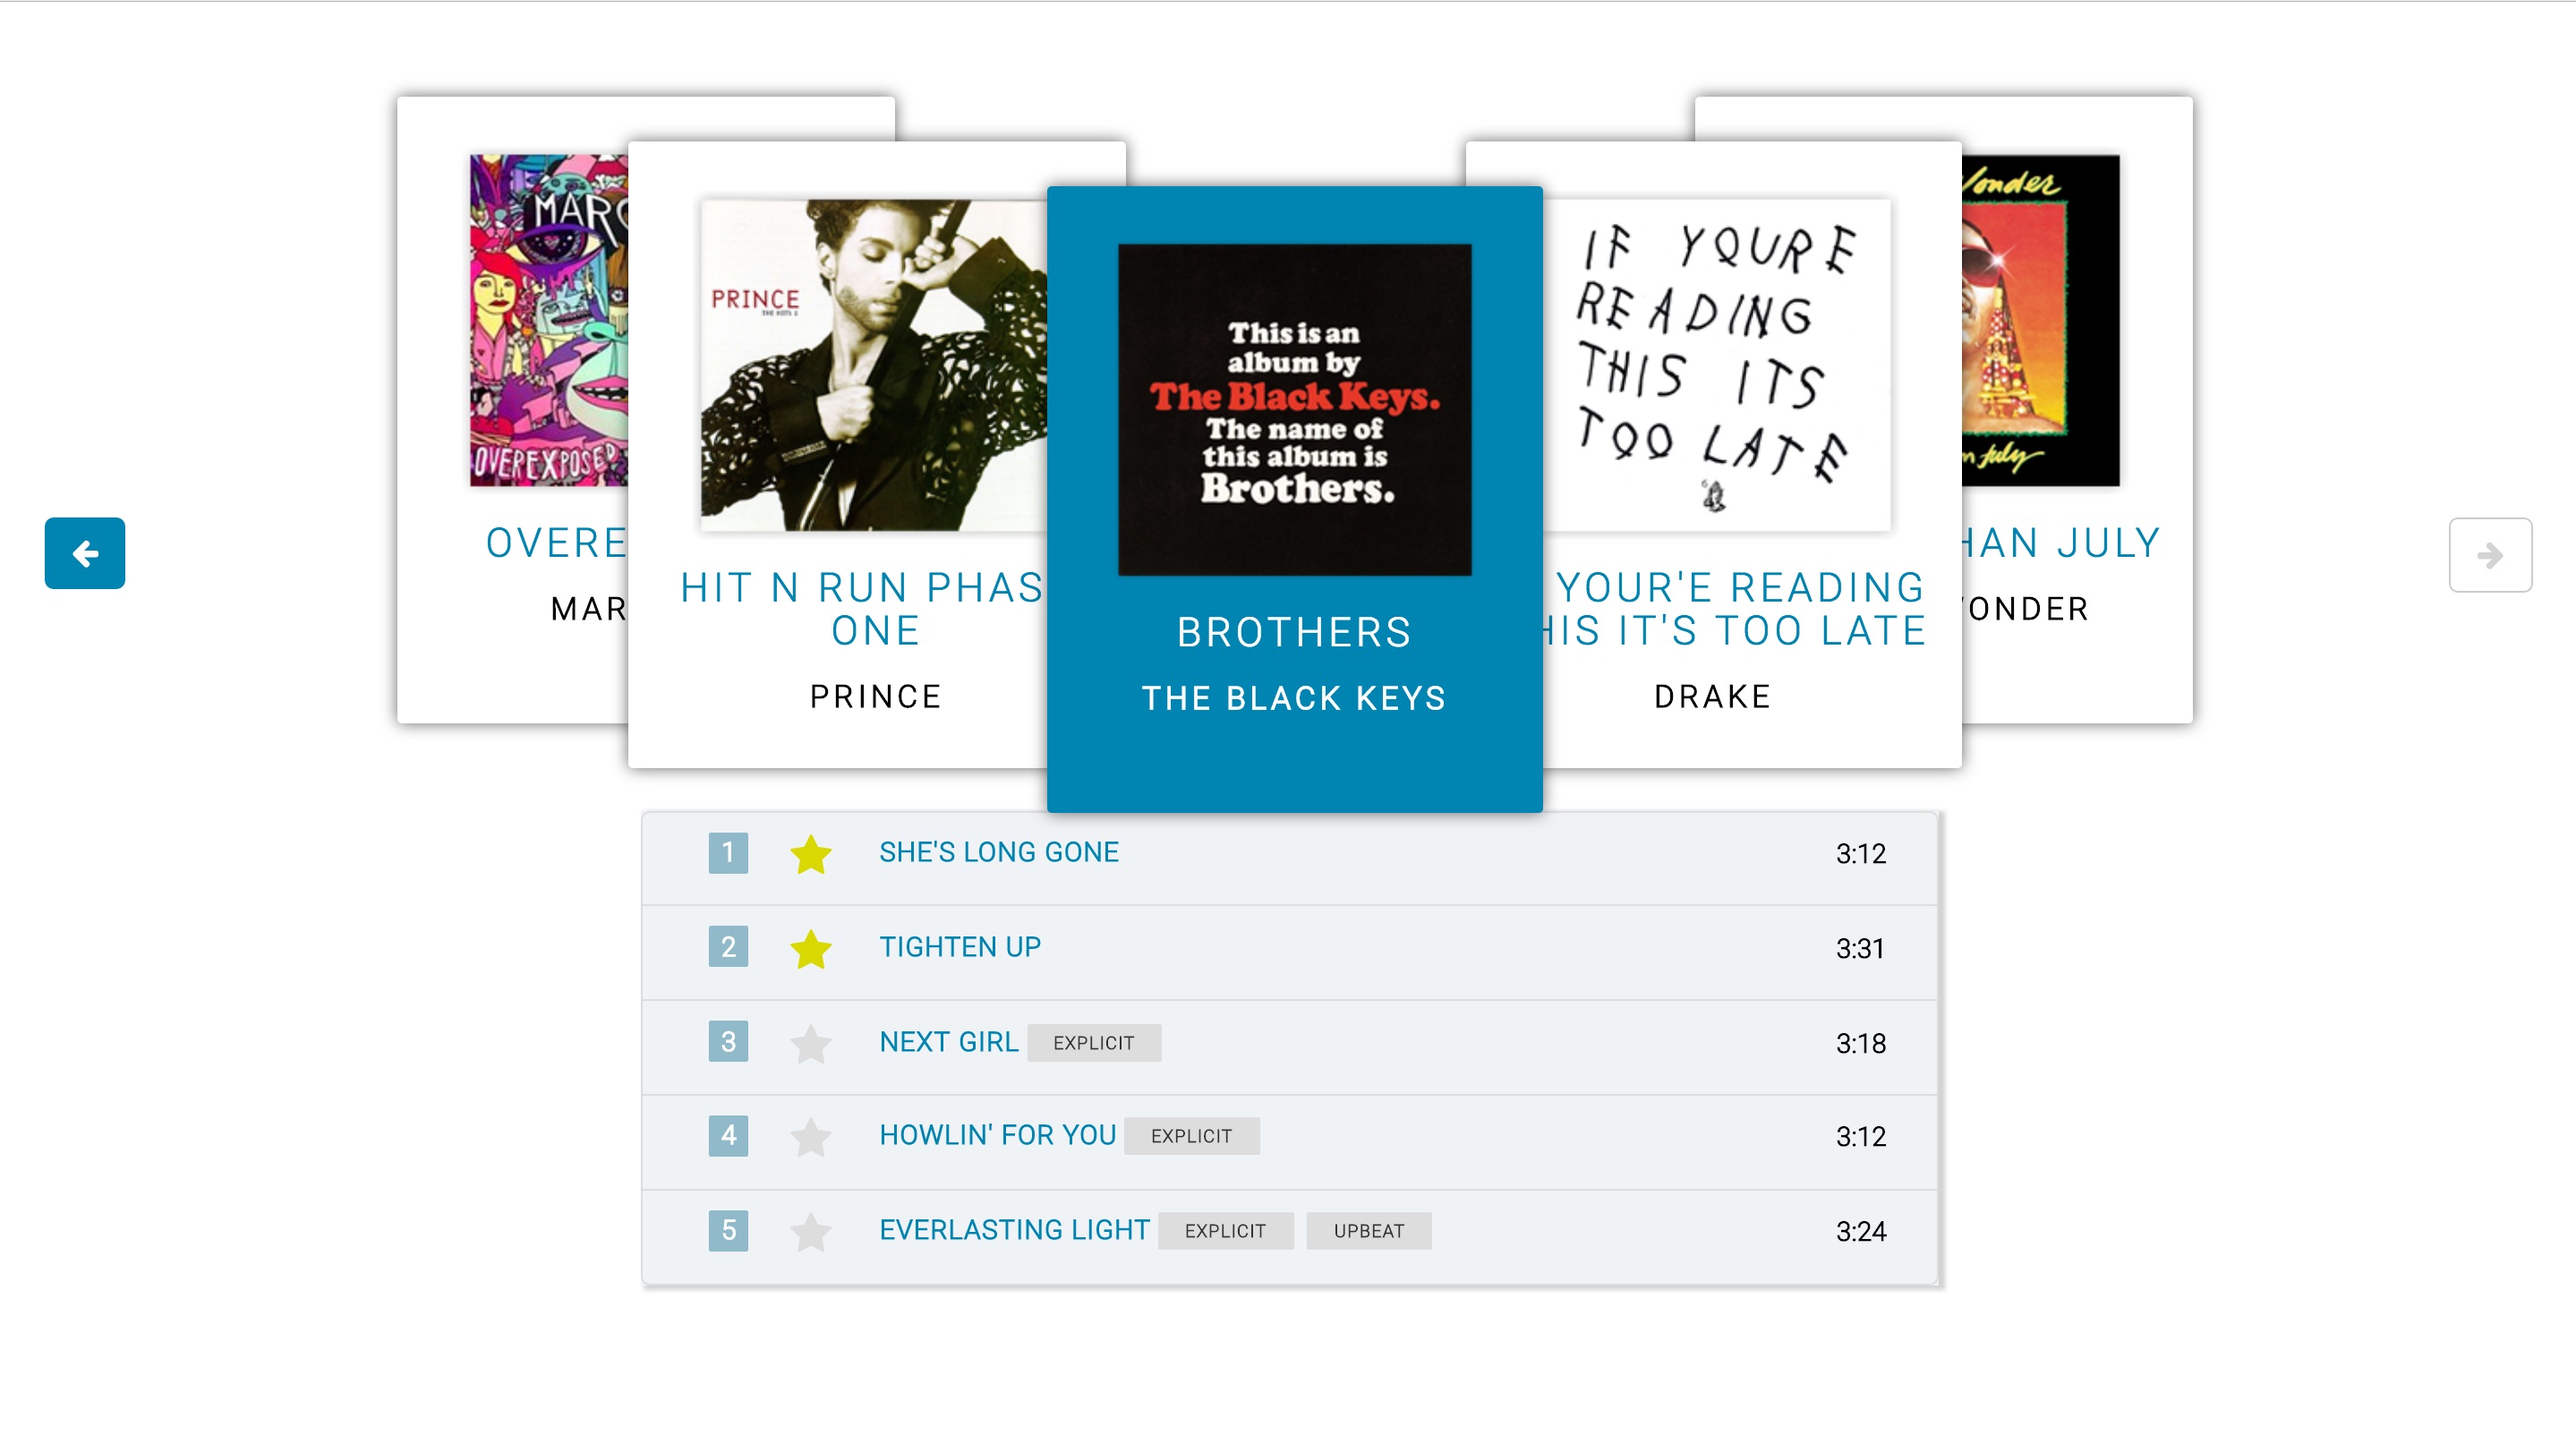 MARO
OVEREXPOSED
OVERE
MAR
PRINCE
THE HITS 2
HIT N RUN PHAS
ONE
PRINCE
This is an
album by
The Black Keys.
The name of
this album is
Brothers.
BROTHERS
THE BLACK KEYS
IF YOURE
READING
THIS ITS
TOO LATE
YOUR'E READING
HIS IT'S TOO LATE
DRAKE
Wonder
n July
HAN JULY
WONDER
1 SHE'S LONG GONE 3:12
2 TIGHTEN UP 3:31
3 NEXT GIRL EXPLICIT 3:18
4 HOWLIN' FOR YOU EXPLICIT 3:12
5 EVERLASTING LIGHT EXPLICIT UPBEAT 3:24